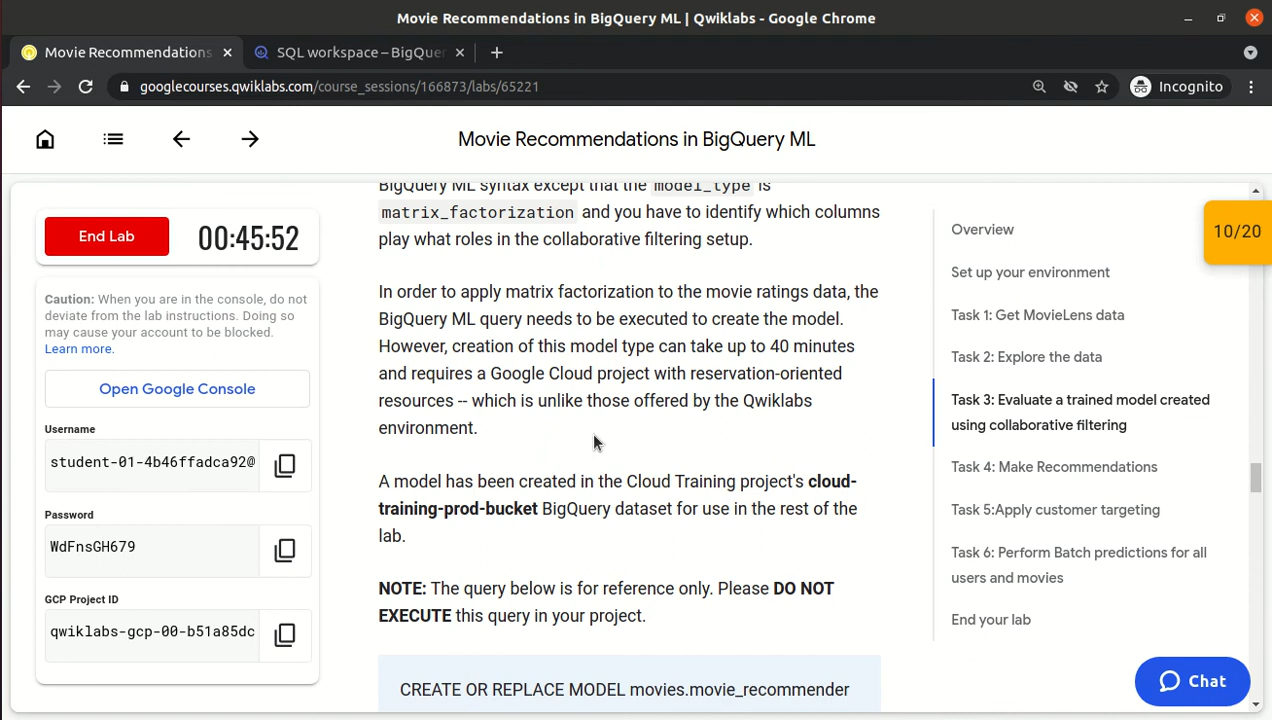 Movie Recommendations in BigQuery ML | Qwiklabs - Google Chrome
Movie Recommendations
SQL workspace – BigQuer
googlecourses.qwiklabs.com/course_sessions/166873/labs/65221
Incognito
Movie Recommendations in BigQuery ML
End Lab
00:45:52
Caution: When you are in the console, do not
deviate from the lab instructions. Doing so
may cause your account to be blocked.
Learn more.
Open Google Console
Username
student-01-4b46ffadca92@
Password
WdFnsGH679
GCP Project ID
qwiklabs-gcp-00-b51a85dc
BigQuery ML syntax except that the model_type is
matrix_factorization and you have to identify which columns
play what roles in the collaborative filtering setup.
In order to apply matrix factorization to the movie ratings data, the
BigQuery ML query needs to be executed to create the model.
However, creation of this model type can take up to 40 minutes
and requires a Google Cloud project with reservation-oriented
resources -- which is unlike those offered by the Qwiklabs
environment.
A model has been created in the Cloud Training project's cloud-
training-prod-bucket BigQuery dataset for use in the rest of the
lab.
NOTE: The query below is for reference only. Please DO NOT
EXECUTE this query in your project.
CREATE OR REPLACE MODEL movies.movie_recommender
Overview
Set up your environment
Task 1: Get MovieLens data
Task 2: Explore the data
Task 3: Evaluate a trained model created
using collaborative filtering
Task 4: Make Recommendations
Task 5:Apply customer targeting
Task 6: Perform Batch predictions for all
users and movies
End your lab
10/20
Chat